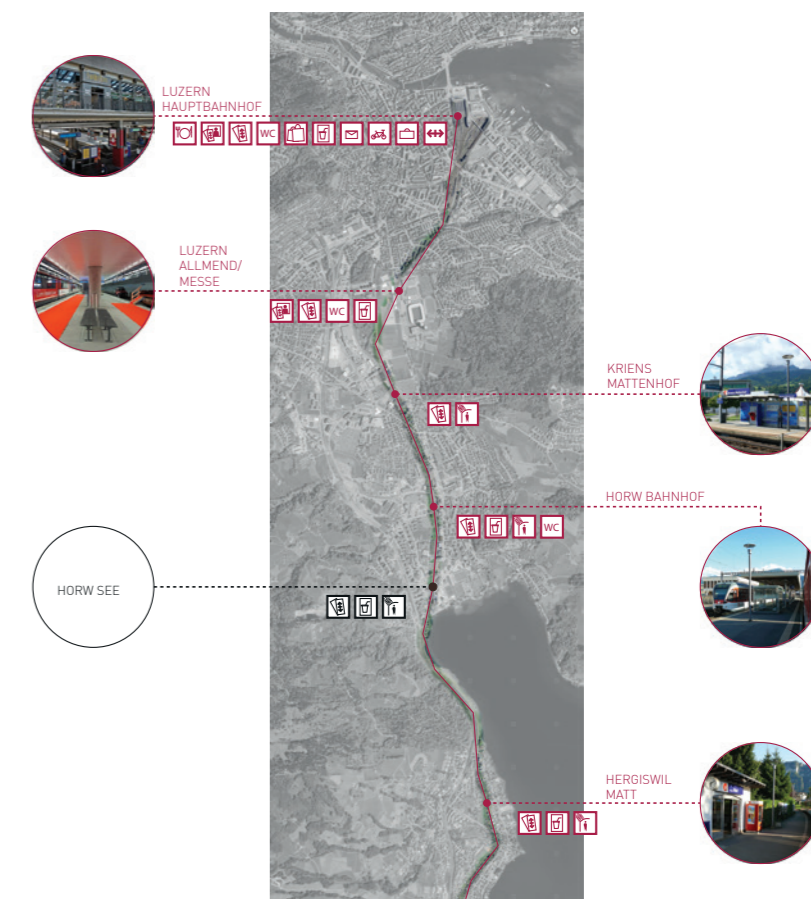 LUZERN
HAUPTBAHNHOF
WC
LUZERN
ALLMEND/
MESSE
WC
KRIENS
MATTENHOF
HORW BAHNHOF
WC
HORW SEE
HERGISWIL
MATT